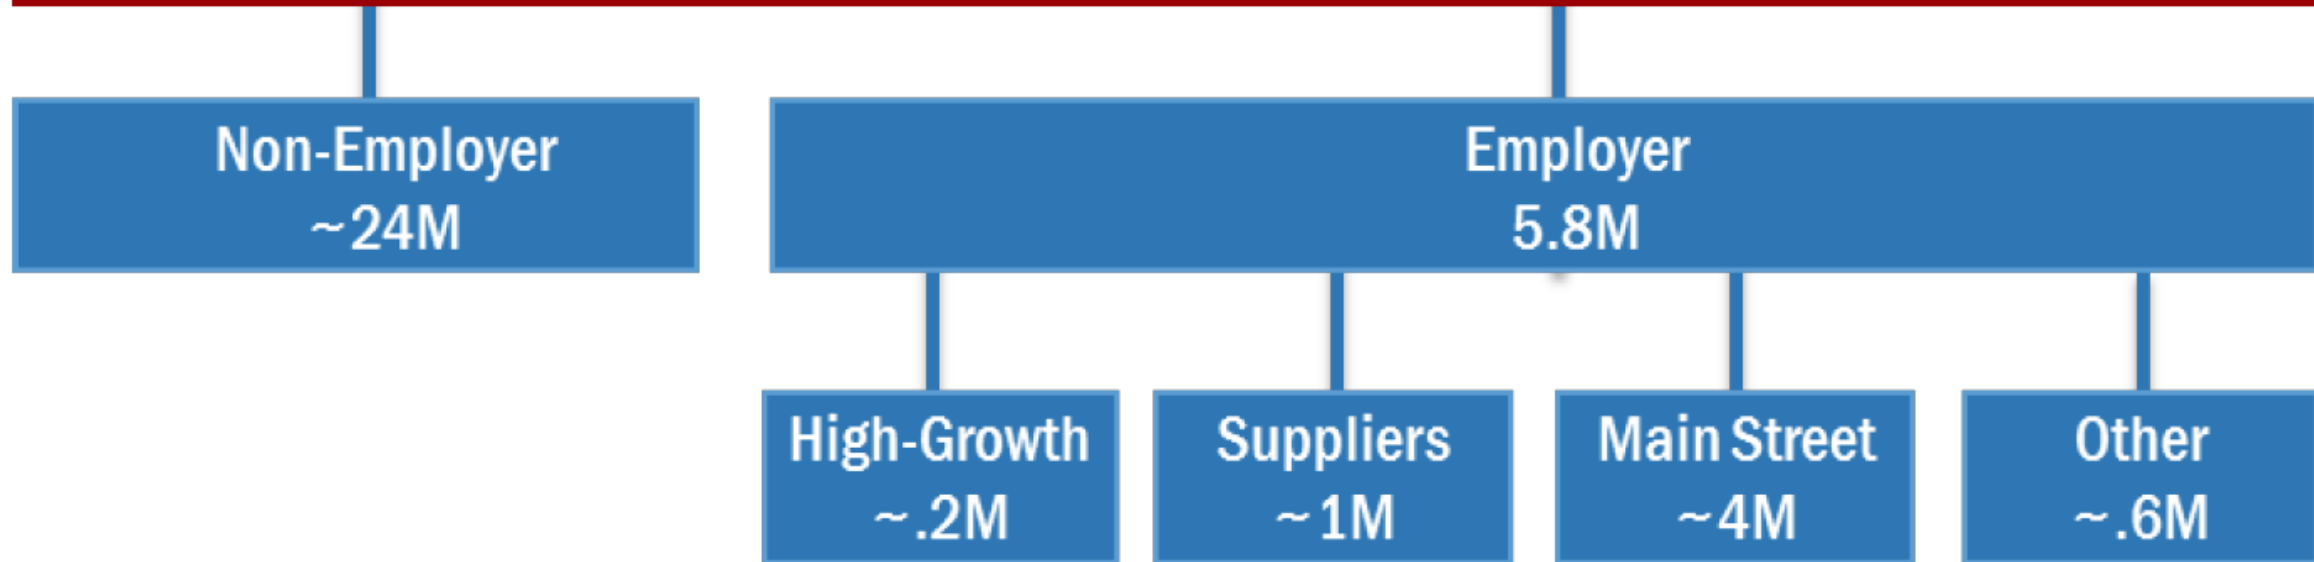 Non-Employer
~24M
Employer
5.8M
High-Growth
~.2M
Suppliers
~1M
Main Street
~4M
Other
~.6M